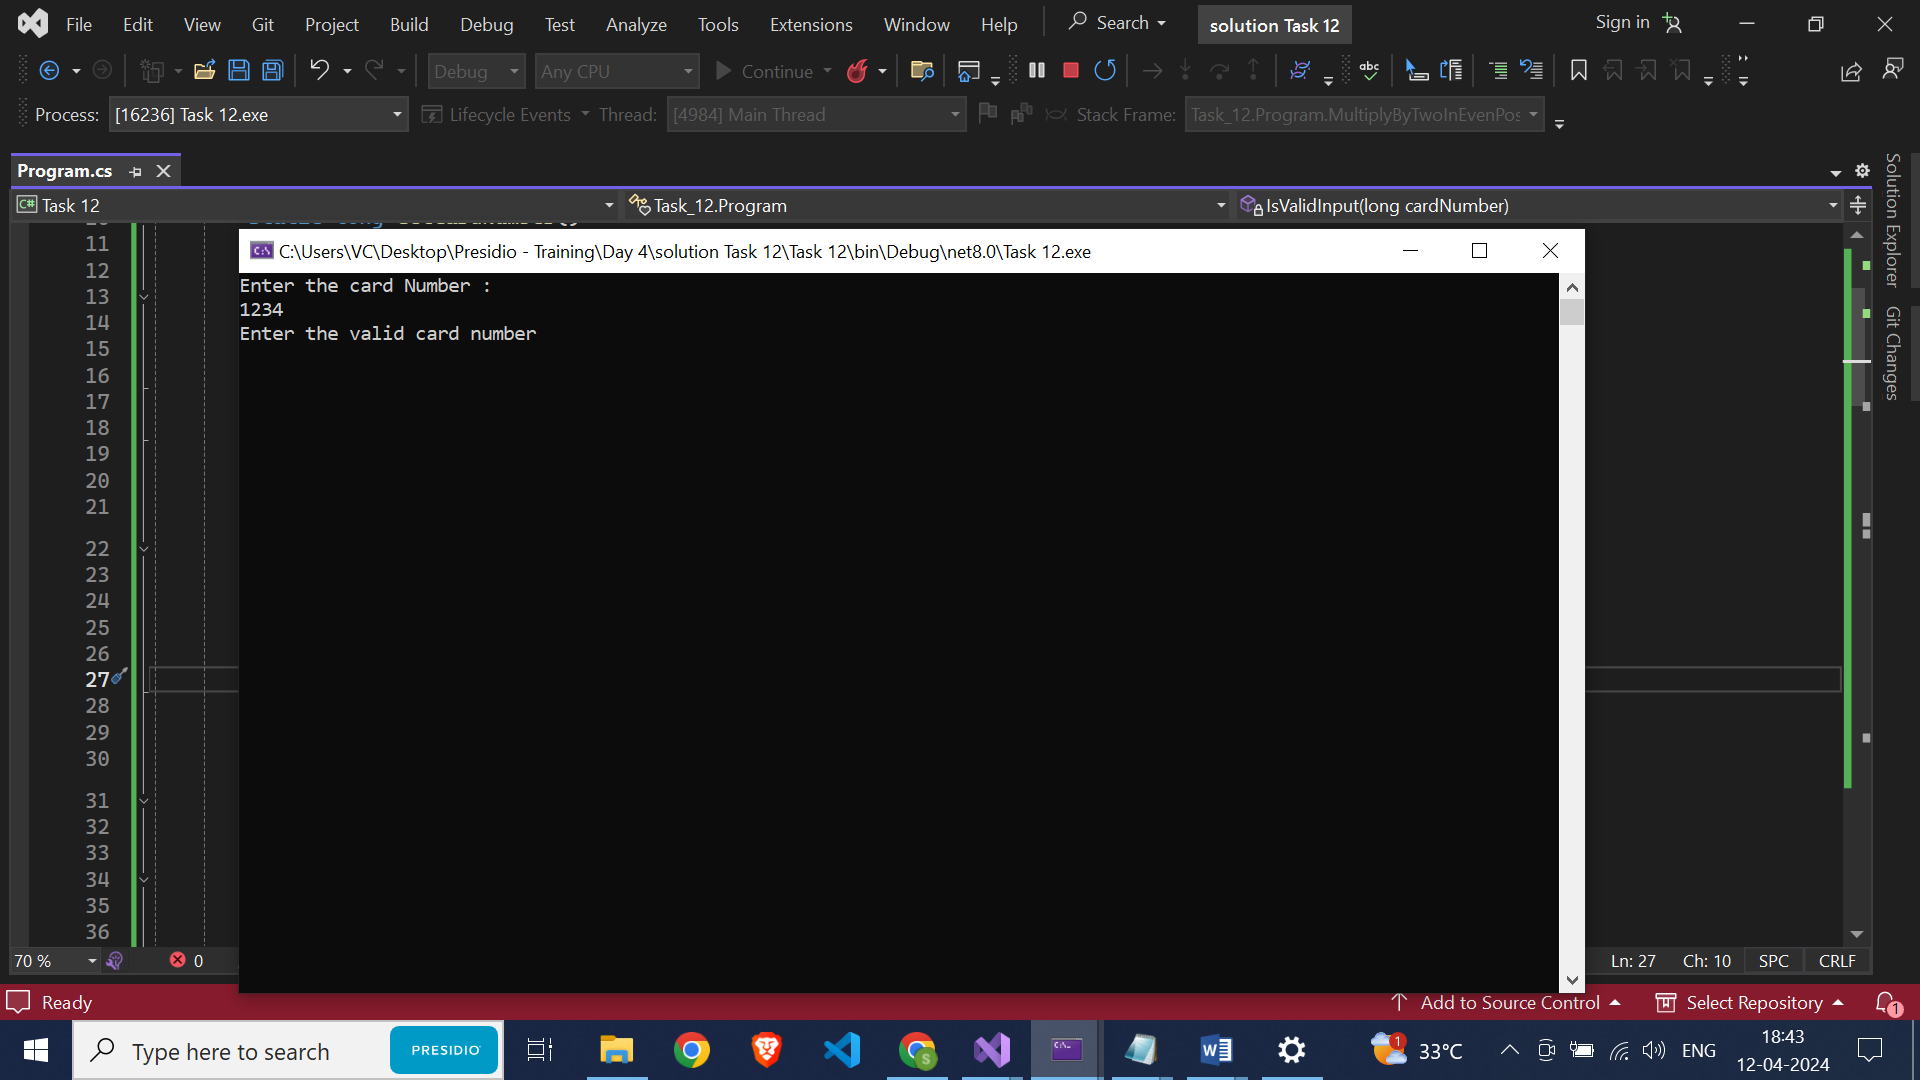 File Edit View Git Project Build Debug Test Analyze Tools Extensions Window Help Search solution Task 12 Sign in
Debug Any CPU Continue abc
Process: [16236] Task 12.exe Lifecycle Events Thread: [4984] Main Thread Stack Frame: Task_12.Program.MultiplyByTwoInEvenPos
Program.cs
C# Task 12 Task_12.Program IsValidInput(long cardNumber)
Solution Explorer
Git Changes
C:\Users\VC\Desktop\Presidio - Training\Day 4\solution Task 12\Task 12\bin\Debug\net8.0\Task 12.exe
Enter the card Number :
1234
Enter the valid card number
11
12
13
14
15
16
17
18
19
20
21
22
23
24
25
26
27
28
29
30
31
32
33
34
35
36
70 % 0 Ln: 27 Ch: 10 SPC CRLF
Ready Add to Source Control Select Repository 1
Type here to search PRESIDIO 1 33°C ENG 18:43
12-04-2024